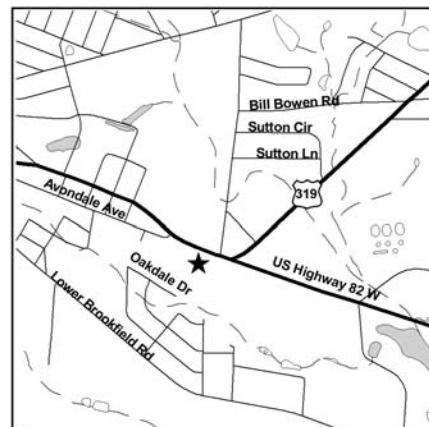 Bill Bowen Rd
Sutton Cir
Sutton Ln
319
Avondale Ave
Oakdale Dr
US Highway 82 W
Lower Brookfield Rd